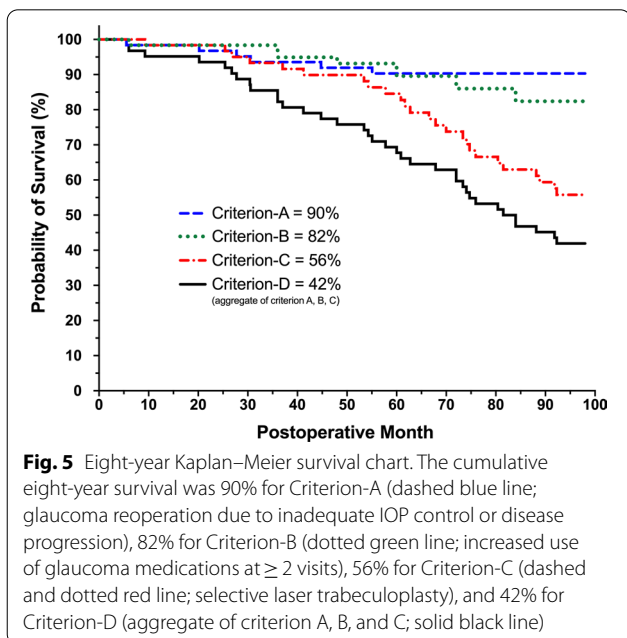 100
90
80
70
60
50
40
30
20
10
0
Probability of Survival (%)
Criterion-A = 90%
Criterion-B = 82%
Criterion-C = 56%
Criterion-D = 42%
(aggregate of criterion A, B, C)
0 10 20 30 40 50 60 70 80 90 100
Postoperative Month
Fig. 5 Eight-year Kaplan–Meier survival chart. The cumulative
eight-year survival was 90% for Criterion-A (dashed blue line;
glaucoma reoperation due to inadequate IOP control or disease
progression), 82% for Criterion-B (dotted green line; increased use
of glaucoma medications at ≥ 2 visits), 56% for Criterion-C (dashed
and dotted red line; selective laser trabeculoplasty), and 42% for
Criterion-D (aggregate of criterion A, B, and C; solid black line)